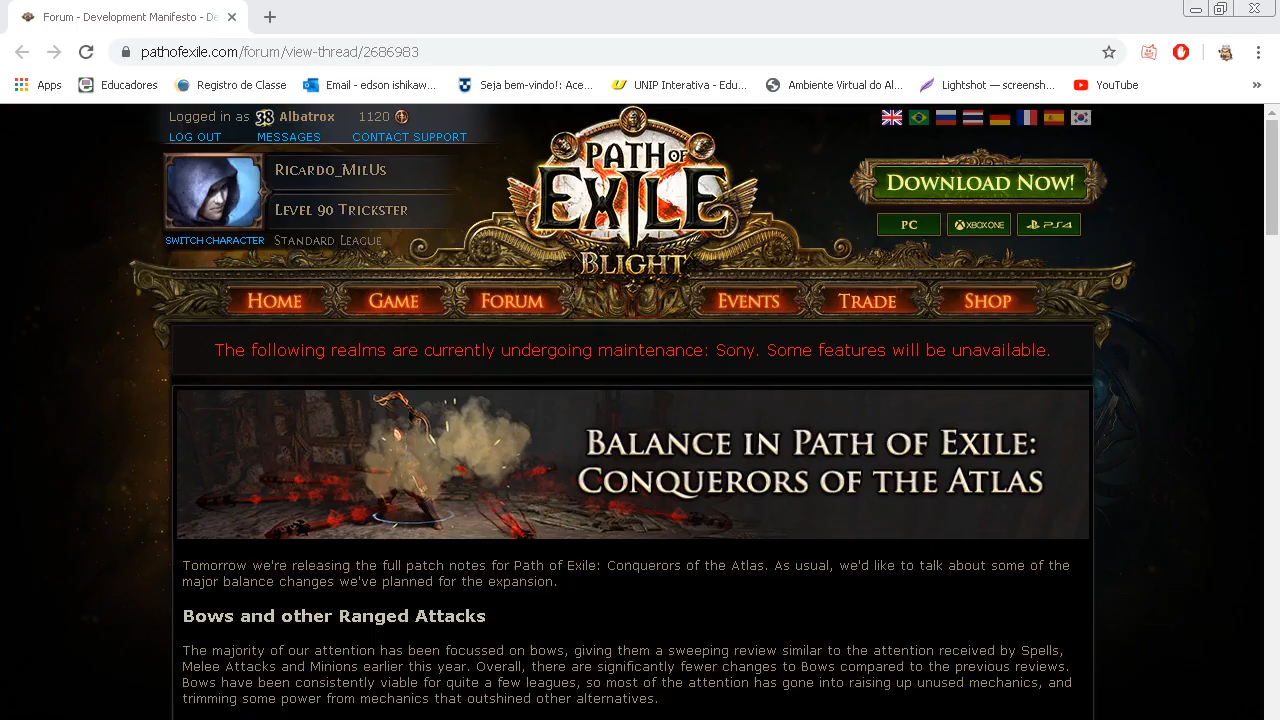 Forum - Development Manifesto - De
pathofexile.com/forum/view-thread/2686983
Apps
Educadores
Registro de Classe
Email - edson ishikaw...
Seja bem-vindo!: Ace...
UNIP Interativa - Edu...
Ambiente Virtual do Al...
Lightshot — screensh...
YouTube
»
Logged in as Albatrox 1120
LOG OUT MESSAGES CONTACT SUPPORT
Ricardo_MilUs
Level 90 Trickster
SWITCH CHARACTER Standard League
PATH OF
EXILE
BLIGHT
Download Now!
PC XBOX ONE PS4
Home Game Forum Events Trade Shop
The following realms are currently undergoing maintenance: Sony. Some features will be unavailable.
Balance in Path of Exile:
Conquerors of the Atlas
Tomorrow we're releasing the full patch notes for Path of Exile: Conquerors of the Atlas. As usual, we'd like to talk about some of the
major balance changes we've planned for the expansion.
Bows and other Ranged Attacks
The majority of our attention has been focussed on bows, giving them a sweeping review similar to the attention received by Spells,
Melee Attacks and Minions earlier this year. Overall, there are significantly fewer changes to Bows compared to the previous reviews.
Bows have been consistently viable for quite a few leagues, so most of the attention has gone into raising up unused mechanics, and
trimming some power from mechanics that outshined other alternatives.